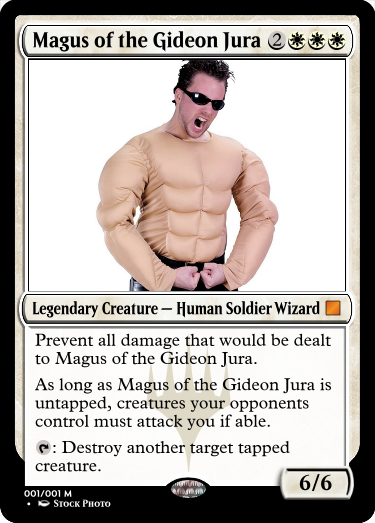 Magus of the Gideon Jura 2
Legendary Creature — Human Soldier Wizard
Prevent all damage that would be dealt
to Magus of the Gideon Jura.
As long as Magus of the Gideon Jura is
untapped, creatures your opponents
control must attack you if able.
: Destroy another target tapped
creature.
6/6
001/001 M
• Stock Photo